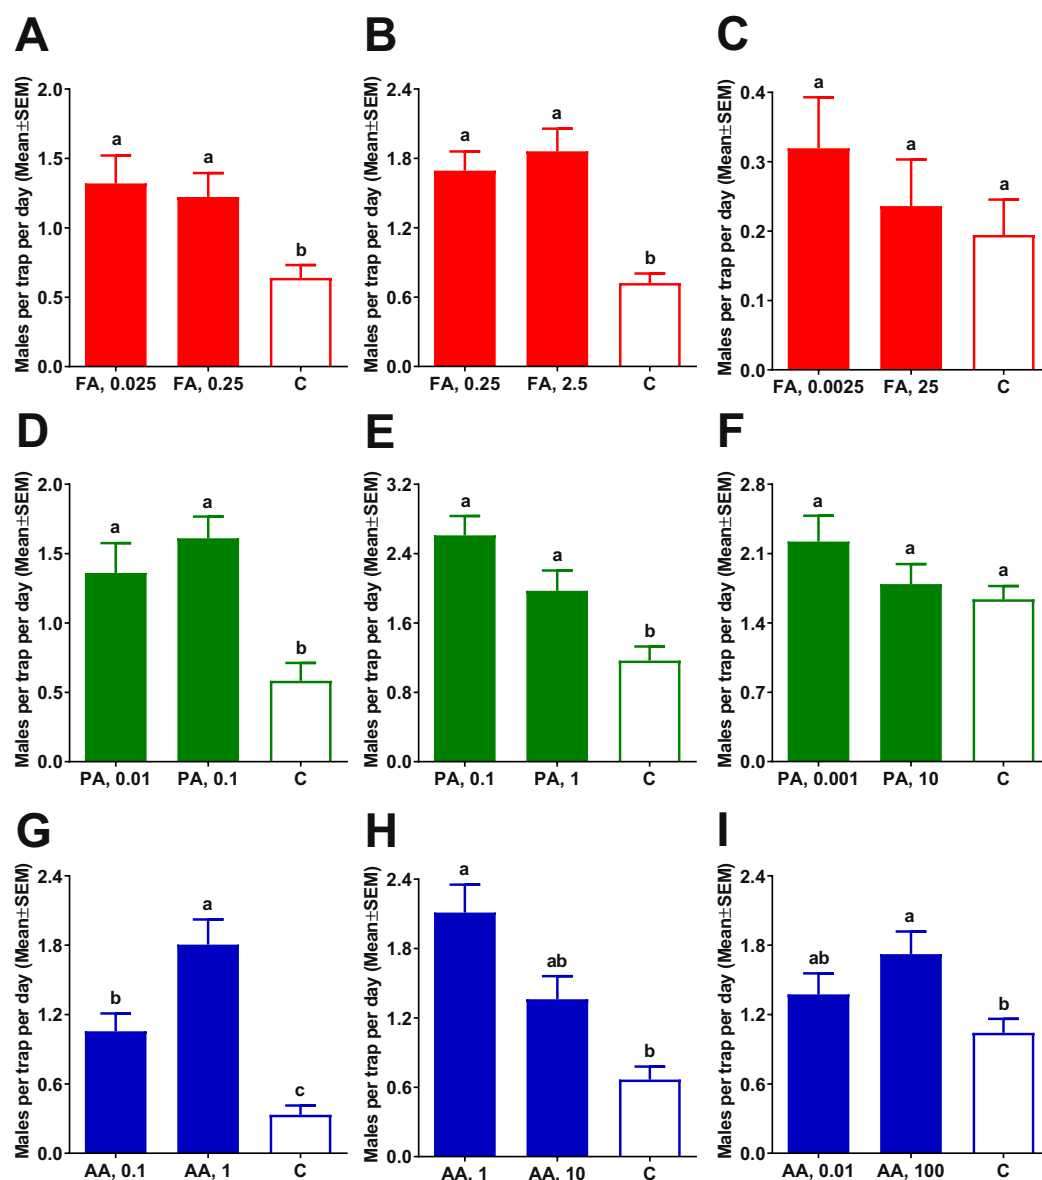 A
Males per trap per day (Mean±SEM)
2.0
1.5
1.0
0.5
0.0
a
a
b
FA, 0.025
FA, 0.25
C
B
Males per trap per day (Mean±SEM)
2.4
1.8
1.2
0.6
0.0
a
a
b
FA, 0.25
FA, 2.5
C
C
Males per trap per day (Mean±SEM)
0.4
0.3
0.2
0.1
0.0
a
a
a
FA, 0.0025
FA, 25
C
D
Males per trap per day (Mean±SEM)
2.0
1.5
1.0
0.5
0.0
a
a
b
PA, 0.01
PA, 0.1
C
E
Males per trap per day (Mean±SEM)
3.2
2.4
1.6
0.8
0.0
a
a
b
PA, 0.1
PA, 1
C
F
Males per trap per day (Mean±SEM)
2.8
2.1
1.4
0.7
0.0
a
a
a
PA, 0.001
PA, 10
C
G
Males per trap per day (Mean±SEM)
2.4
1.8
1.2
0.6
0.0
b
a
c
AA, 0.1
AA, 1
C
H
Males per trap per day (Mean±SEM)
2.4
1.8
1.2
0.6
0.0
a
ab
b
AA, 1
AA, 10
C
I
Males per trap per day (Mean±SEM)
2.4
1.8
1.2
0.6
0.0
ab
a
b
AA, 0.01
AA, 100
C